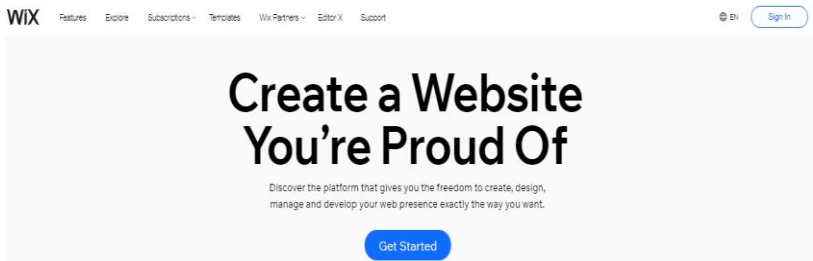 WiX Features Explore Subscriptions Templates Wix Partners Editor X Support EN Sign In
Create a Website
You're Proud Of
Discover the platform that gives you the freedom to create, design,
manage and develop your web presence exactly the way you want.
Get Started